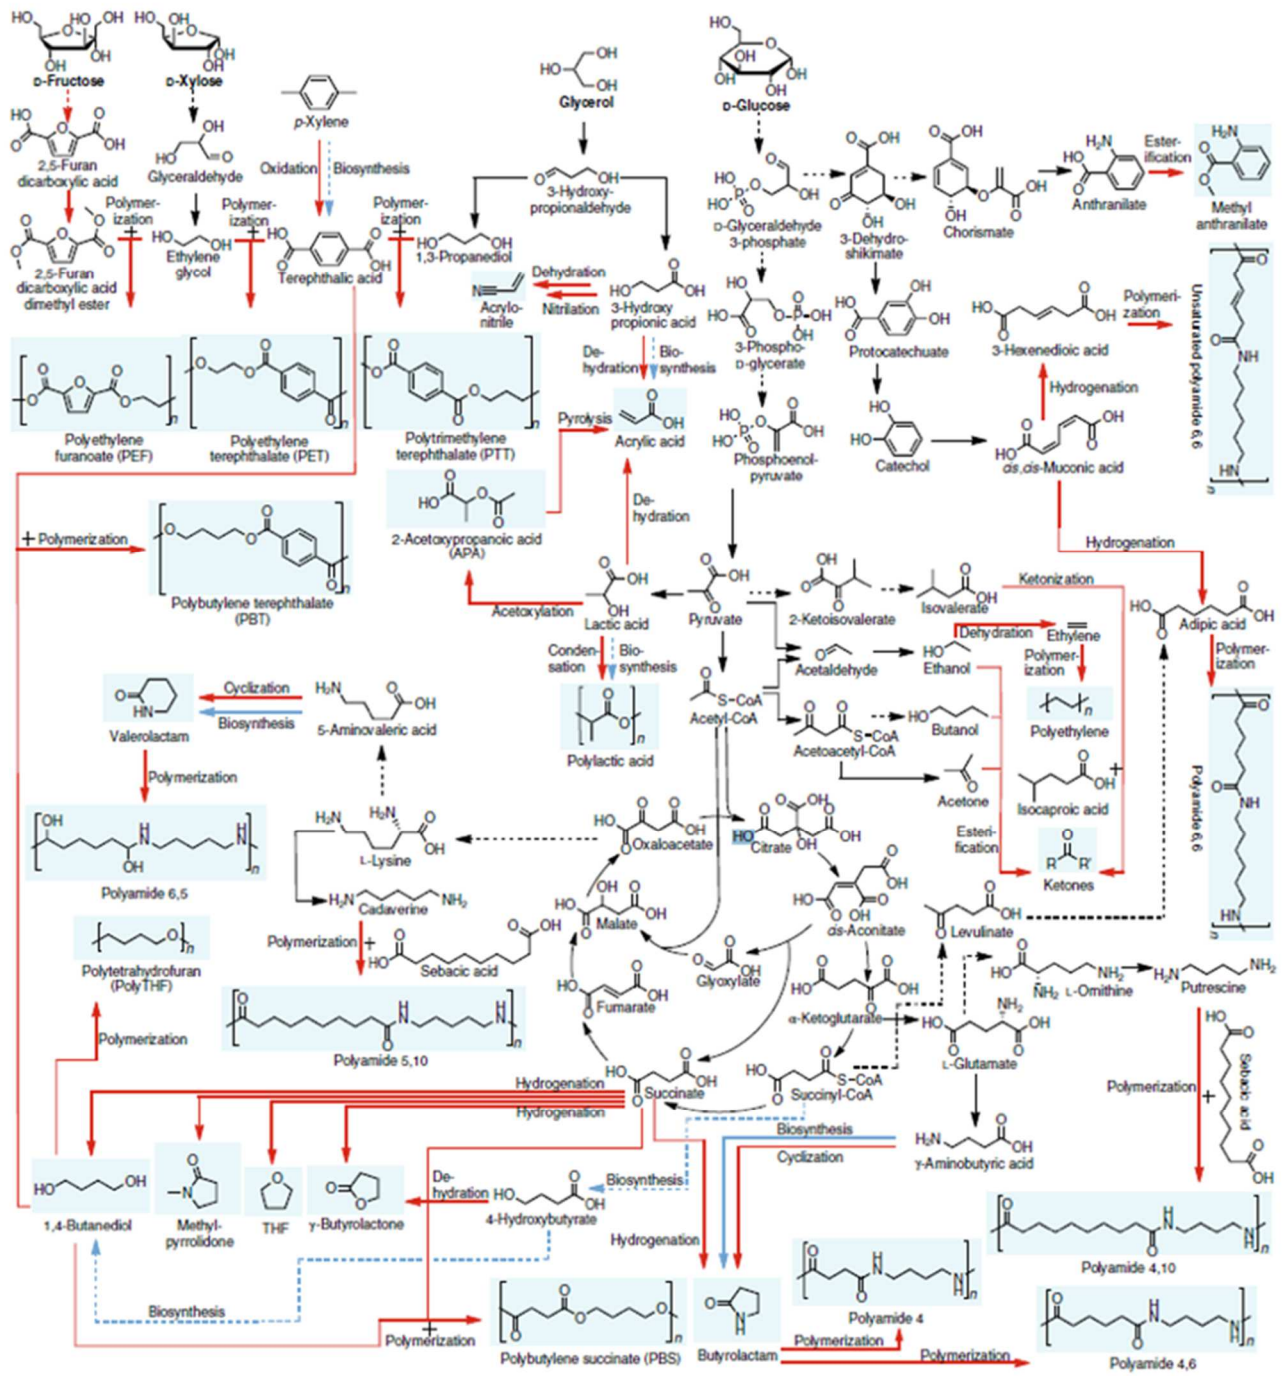 D-Fructose
D-Xylose
p-Xylene
Glycerol
D-Glucose
2,5-Furan
dicarboxylic acid
Glyceraldehyde
Oxidation
Biosynthesis
3-Hydroxy-
propionaldehyde
D-Glyceraldehyde
3-phosphate
3-Dehydro-
shikimate
Chorismate
Anthranilate
Ester-
ification
Methyl
anthranilate
Polymer-
ization
+
Polymer-
ization
+
Polymer-
ization
+
2,5-Furan
dicarboxylic acid
dimethyl ester
Ethylene
glycol
Terephthalic acid
1,3-Propanediol
Acrylo-
nitrile
Dehydration
Nitrilation
3-Hydroxy
propionic acid
De-
hydration
Bio-
synthesis
3-Phospho-
D-glycerate
Protocatechuate
3-Hexenedioic acid
Polymeri-
zation
Unsaturated polyamide 6,6
Hydrogenation
Polyethylene
furanoate (PEF)
Polyethylene
terephthalate (PET)
Polytrimethylene
terephthalate (PTT)
Pyrolysis
Acrylic acid
Phosphoenol-
pyruvate
Catechol
cis,cis-Muconic acid
+ Polymerization
Polybutylene terephthalate
(PBT)
2-Acetoxypropanoic acid
(APA)
De-
hydration
Acetoxylation
Lactic acid
Pyruvate
2-Ketoisovalerate
Isovalerate
Ketonization
Hydrogenation
Adipic acid
Polymer-
ization
Conden-
sation
Bio-
synthesis
Acetaldehyde
Ethanol
Dehydration
Ethylene
Polymer-
ization
Polyethylene
Cyclization
Biosynthesis
Valerolactam
5-Aminovaleric acid
Polylactic acid
Acetyl-CoA
Acetoacetyl-CoA
Butanol
Acetone
Isocaproic acid
+
Polyamide 6,6
Polymerization
Polyamide 6,5
L-Lysine
Cadaverine
Oxaloacetate
Citrate
Esteri-
fication
Ketones
Malate
cis-Aconitate
Levulinate
Polymerization +
Sebacic acid
Polytetrahydrofuran
(PolyTHF)
Polymerization
Polyamide 5,10
Fumarate
Glyoxylate
α-Ketoglutarate
L-Ornithine
Putrescine
L-Glutamate
Succinate
Succinyl-CoA
Polymerization
+
Sebacic acid
Hydrogenation
Hydrogenation
Biosynthesis
Cyclization
γ-Aminobutyric acid
1,4-Butanediol
Methyl-
pyrrolidone
THF
γ-Butyrolactone
De-
hydration
4-Hydroxybutyrate
Biosynthesis
Hydrogenation
Biosynthesis
+
Polymerization
Polybutylene succinate (PBS)
Butyrolactam
Polyamide 4
Polymerization
Polymerization
Polyamide 4,10
Polyamide 4,6